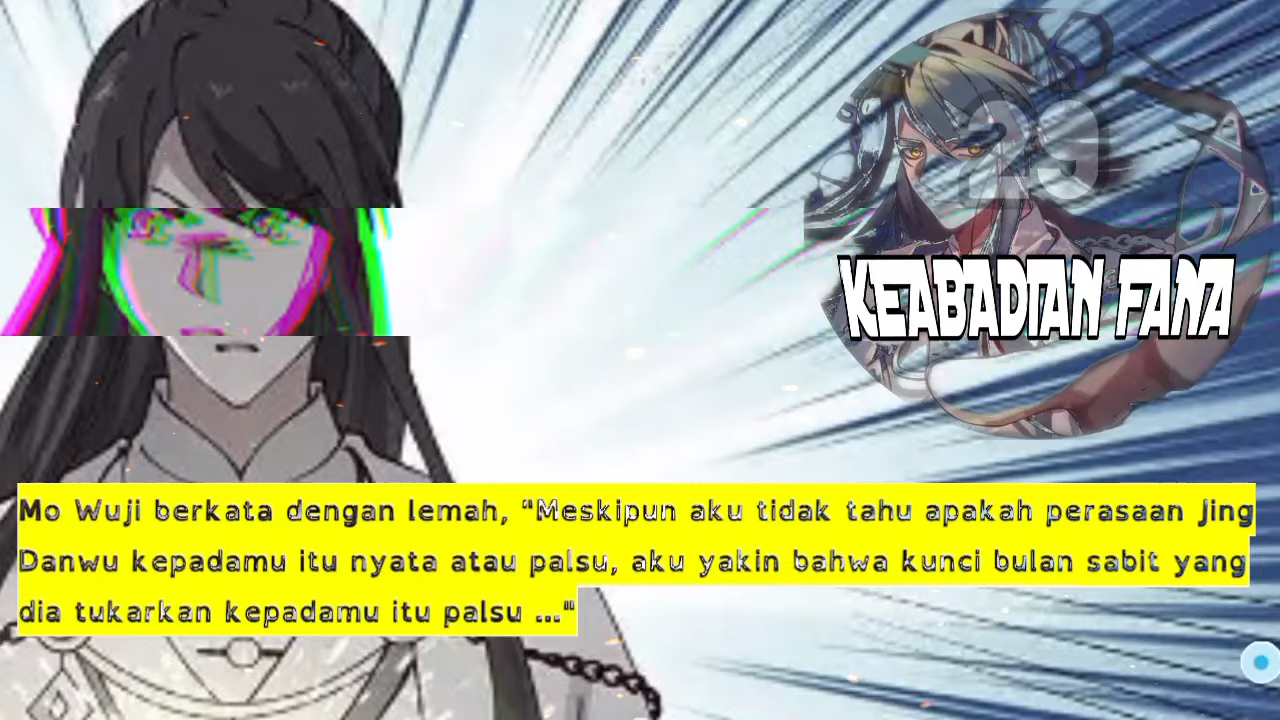 29
KEABADIAN FANA
Mo Wuji berkata dengan lemah, "Meskipun aku tidak tahu apakah perasaan Jing
Danwu kepadamu itu nyata atau palsu, aku yakin bahwa kunci bulan sabit yang
dia tukarkan kepadamu itu palsu ..."